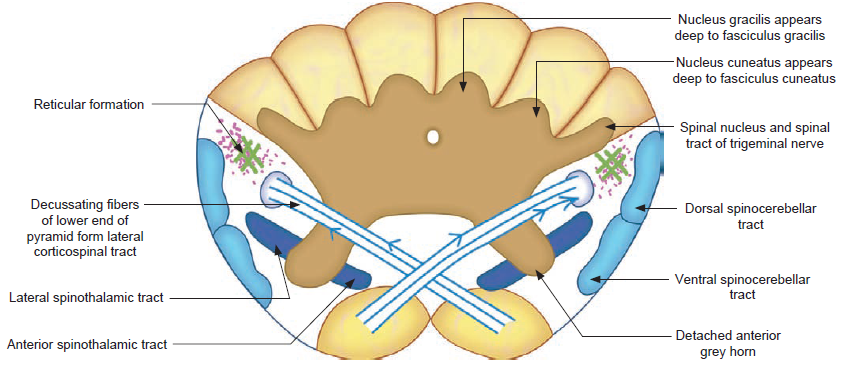 Nucleus gracilis appears
deep to fasciculus gracilis
Nucleus cuneatus appears
deep to fasciculus cuneatus
Reticular formation
Spinal nucleus and spinal
tract of trigeminal nerve
Decussating fibers
of lower end of
pyramid form lateral
corticospinal tract
Dorsal spinocerebellar
tract
Lateral spinothalamic tract
Ventral spinocerebellar
tract
Anterior spinothalamic tract
Detached anterior
grey horn